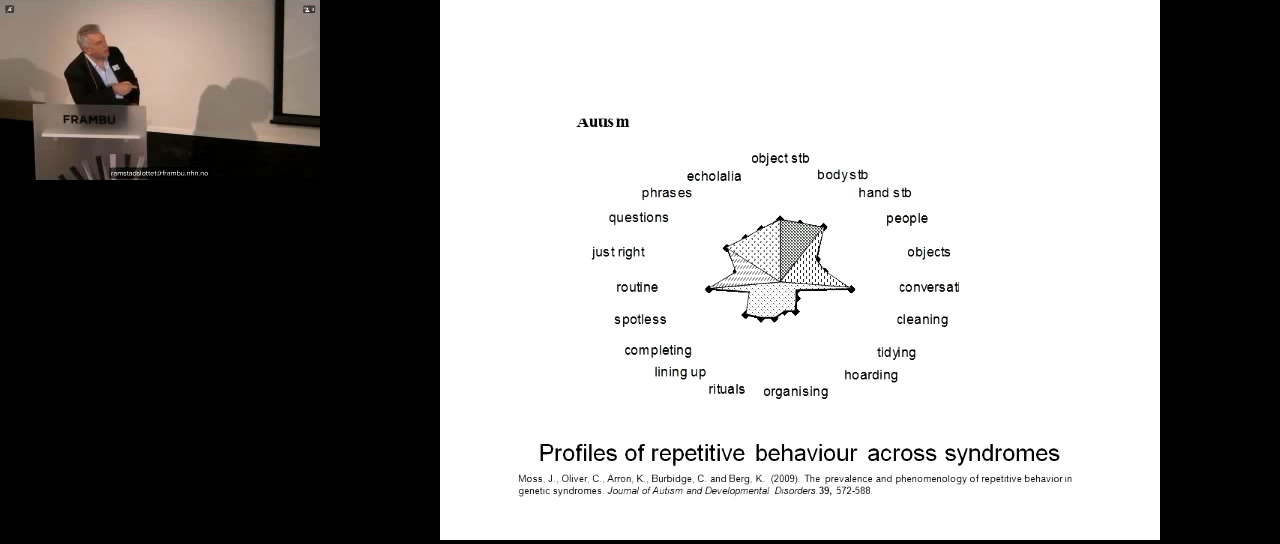 FRAMBU
ramstadslottet@frambu.nhn.no
Autism
object stb
echolalia
body stb
phrases
hand stb
questions
people
just right
objects
routine
conversati
spotless
cleaning
completing
tidying
lining up
hoarding
rituals
organising
Profiles of repetitive behaviour across syndromes
Moss, J., Oliver, C., Arron, K., Burbidge, C. and Berg, K. (2009). The prevalence and phenomenology of repetitive behavior in
genetic syndromes. Journal of Autism and Developmental Disorders. 39, 572-588.